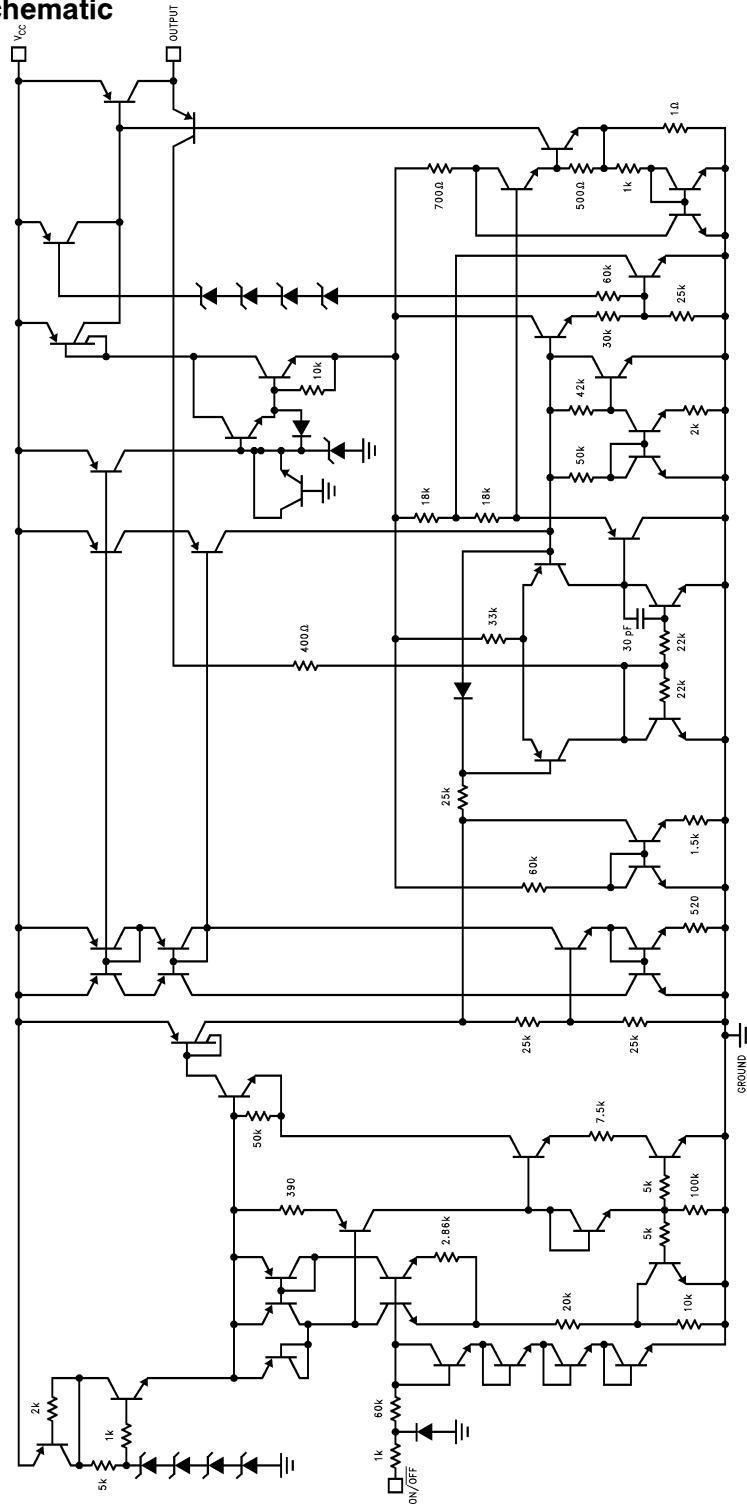 chematic
VCC
OUTPUT
1Ω
700Ω
500Ω
1k
60k
25k
30k
10k
42k
2k
50k
18k
18k
33k
400Ω
30 pF
22k
22k
25k
60k
1.5k
520
25k
25k
GROUND
50k
7.5k
390
5k
100k
2.86k
5k
20k
10k
2k
1k
5k
60k
1k
ON/O̅F̅F̅